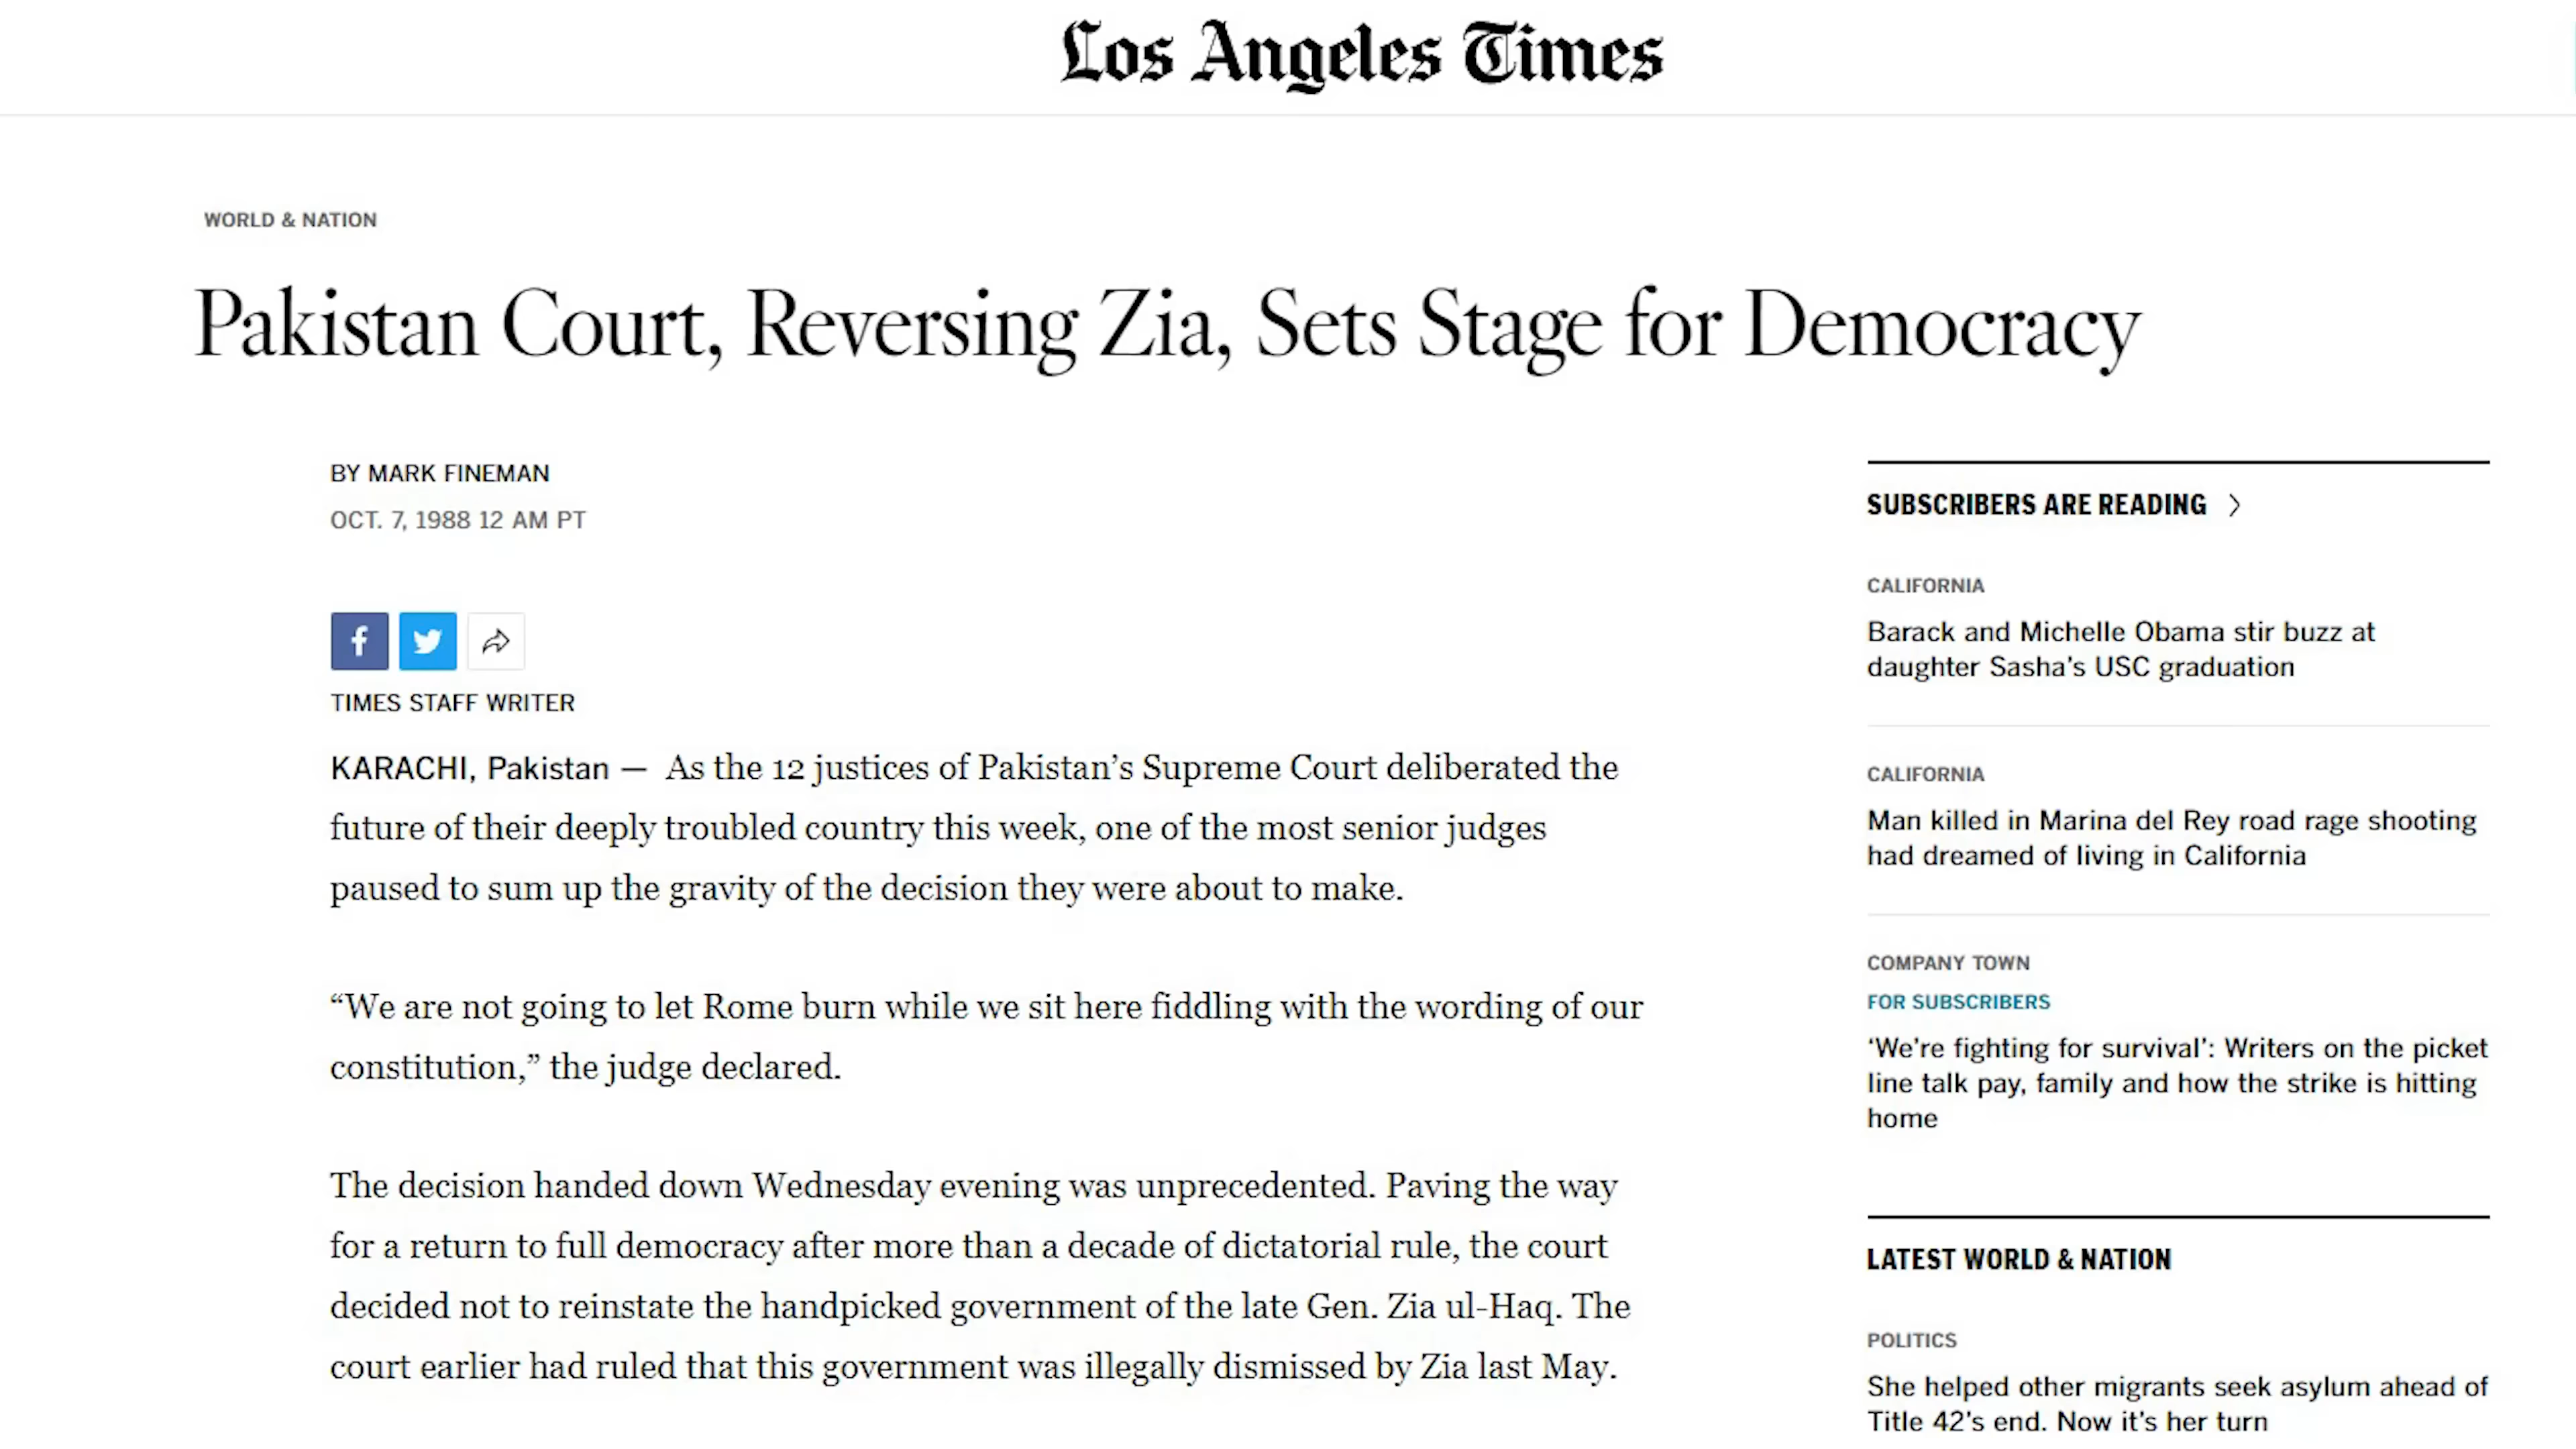 Los Angeles Times
WORLD & NATION
Pakistan Court, Reversing Zia, Sets Stage for Democracy
BY MARK FINEMAN
OCT. 7, 1988 12 AM PT
TIMES STAFF WRITER
KARACHI, Pakistan — As the 12 justices of Pakistan’s Supreme Court deliberated the
future of their deeply troubled country this week, one of the most senior judges
paused to sum up the gravity of the decision they were about to make.
“We are not going to let Rome burn while we sit here fiddling with the wording of our
constitution,” the judge declared.
The decision handed down Wednesday evening was unprecedented. Paving the way
for a return to full democracy after more than a decade of dictatorial rule, the court
decided not to reinstate the handpicked government of the late Gen. Zia ul-Haq. The
court earlier had ruled that this government was illegally dismissed by Zia last May.
SUBSCRIBERS ARE READING
CALIFORNIA
Barack and Michelle Obama stir buzz at
daughter Sasha’s USC graduation
CALIFORNIA
Man killed in Marina del Rey road rage shooting
had dreamed of living in California
COMPANY TOWN
FOR SUBSCRIBERS
‘We’re fighting for survival’: Writers on the picket
line talk pay, family and how the strike is hitting
home
LATEST WORLD & NATION
POLITICS
She helped other migrants seek asylum ahead of
Title 42’s end. Now it’s her turn